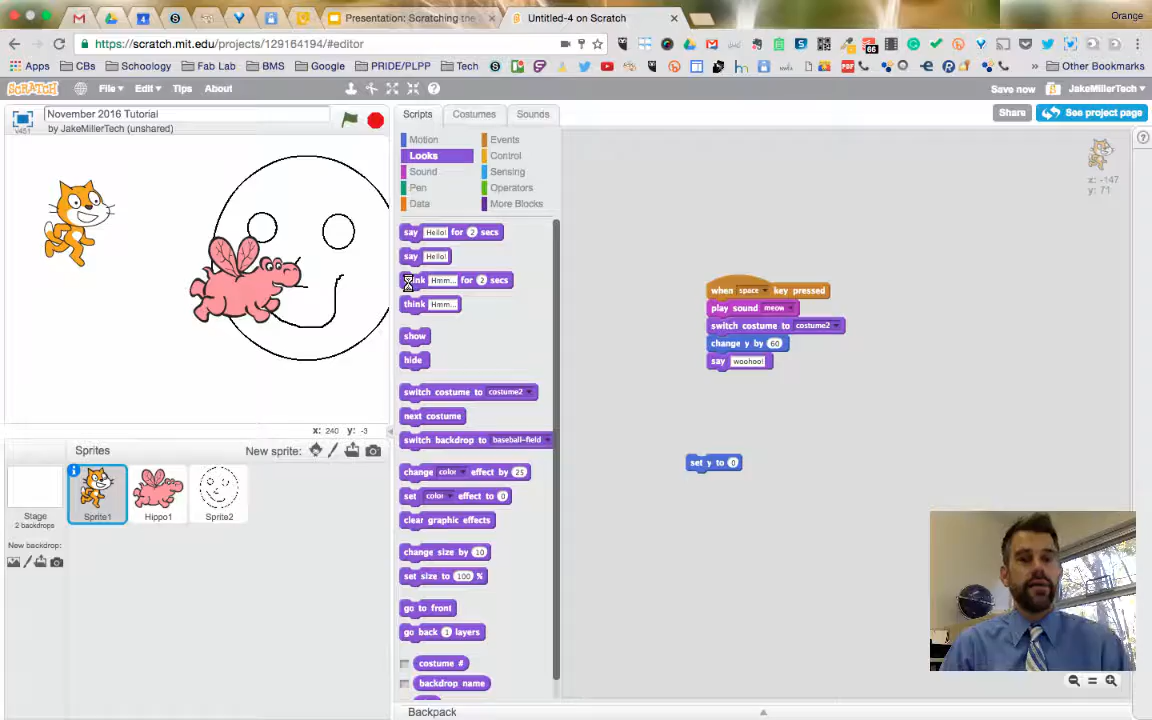 Presentation: Scratching the
Untitled-4 on Scratch
Orange
https://scratch.mit.edu/projects/129164194/#editor
66
Apps
CBs
Schoology
Fab Lab
BMS
Google
PRIDE/PLPP
Tech
PDF
» Other Bookmarks
SCRATCH
File
Edit
Tips
About
Save now
JakeMillerTech
v451
November 2016 Tutorial
by JakeMillerTech (unshared)
Scripts
Costumes
Sounds
Share
See project page
Motion
Events
Looks
Control
Sound
Sensing
Pen
Operators
Data
More Blocks
x: -147
y: 71
say Hello! for 2 secs
say Hello!
Hmm... for 2 secs
think Hmm...
show
hide
switch costume to costume2
next costume
switch backdrop to baseball-field
change color effect by 25
set color effect to 0
clear graphic effects
change size by 10
set size to 100 %
go to front
go back 1 layers
costume #
backdrop name
when space key pressed
play sound meow
switch costume to costume2
change y by 60
say woohoo!
set y to 0
x: 240 y: -3
Sprites
New sprite:
Stage
2 backdrops
Sprite1
Hippo1
Sprite2
New backdrop:
Backpack